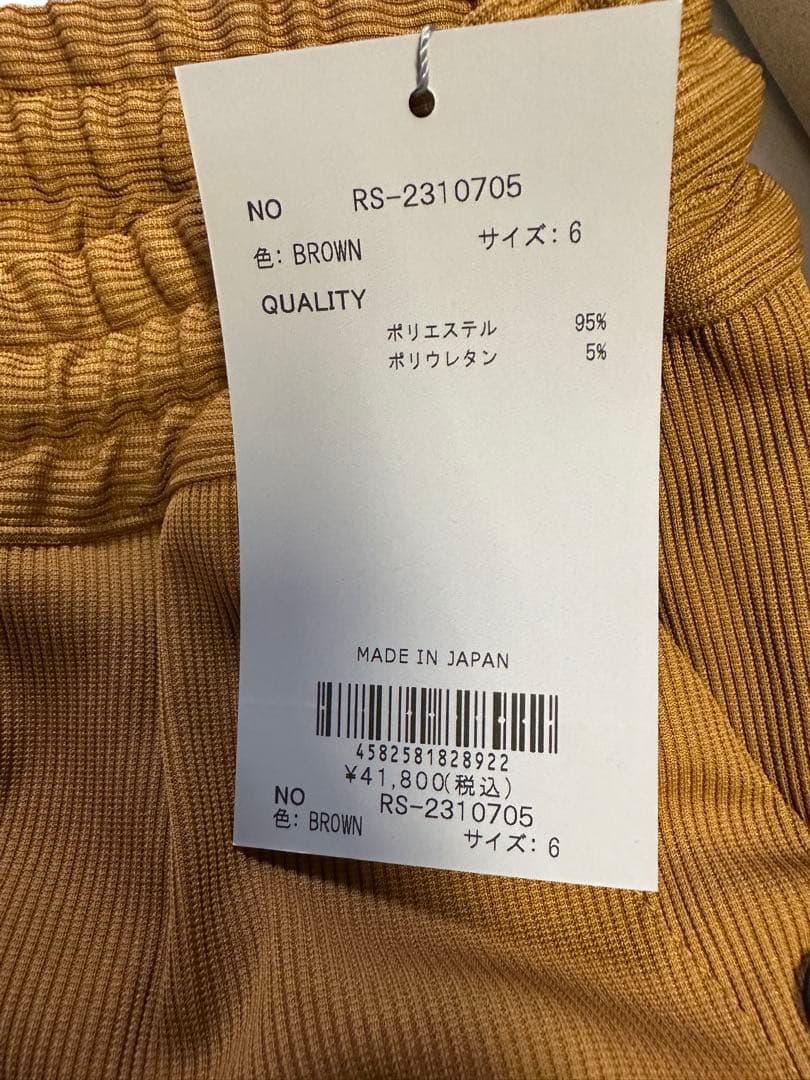 NO RS-2310705
色: BROWN サイズ: 6
QUALITY
ポリエステル 95%
ポリウレタン 5%
MADE IN JAPAN
4582581828922
¥41,800(税込)
NO RS-2310705
色: BROWN サイズ: 6